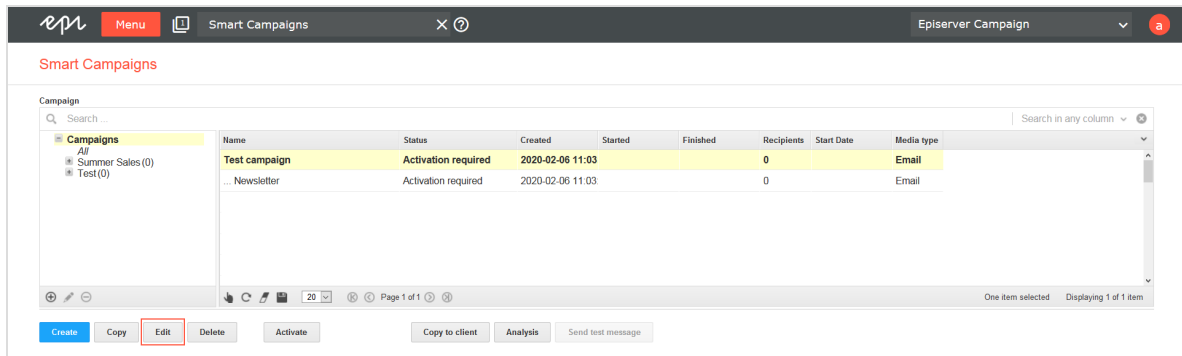 epi Menu 1 Smart Campaigns Episerver Campaign a
Smart Campaigns
Campaign
Search ... Search in any column
Campaigns
All
Summer Sales (0)
Test (0)
Name Status Created Started Finished Recipients Start Date Media type
Test campaign Activation required 2020-02-06 11:03 0 Email
... Newsletter Activation required 2020-02-06 11:03 0 Email
20 Page 1 of 1 One item selected Displaying 1 of 1 item
Create Copy Edit Delete Activate Copy to client Analysis Send test message